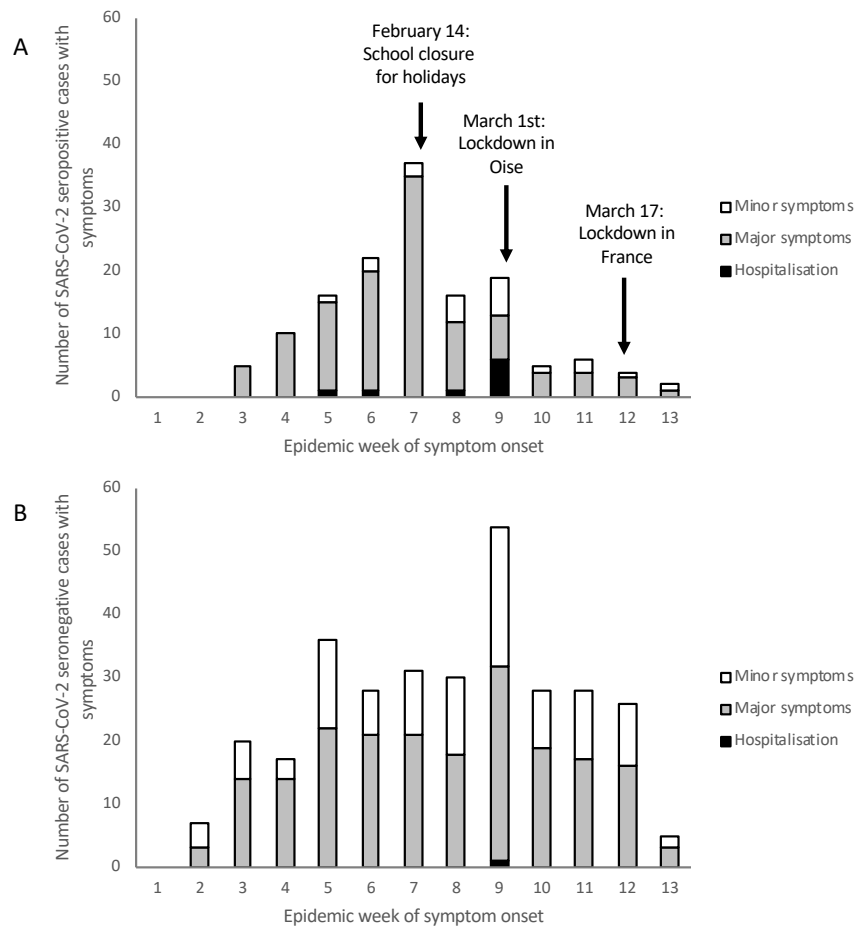 A
Number of SARS-CoV-2 seropositive cases with
symptoms
60
50
40
30
20
10
0
February 14:
School closure
for holidays
March 1st:
Lockdown in
Oise
March 17:
Lockdown in
France
Minor symptoms
Major symptoms
Hospitalisation
1 2 3 4 5 6 7 8 9 10 11 12 13
Epidemic week of symptom onset
B
Number of SARS-CoV-2 seronegative cases with
symptoms
60
50
40
30
20
10
0
Minor symptoms
Major symptoms
Hospitalisation
1 2 3 4 5 6 7 8 9 10 11 12 13
Epidemic week of symptom onset